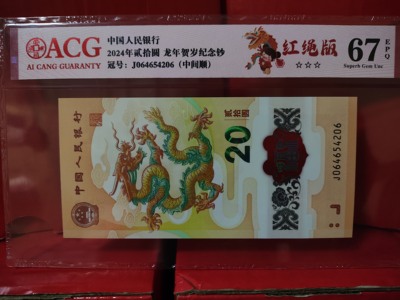 ACG
AI CANG GUARANTY
中国人民银行
2024年贰拾圆 龙年贺岁纪念钞
冠号：J064654206（中间顺）
红绳版
☆☆☆
67 EPQ
Superb Gem Unc
中国人民银行
贰拾圆
20
J064654206